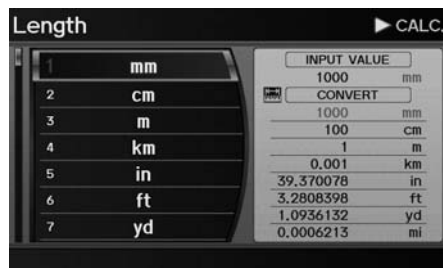 Length ▶ CALC.
1 mm
2 cm
3 m
4 km
5 in
6 ft
7 yd
INPUT VALUE
1000 mm
CONVERT
1000 mm
100 cm
1 m
0.001 km
39.370078 in
3.2808398 ft
1.0936132 yd
0.0006213 mi